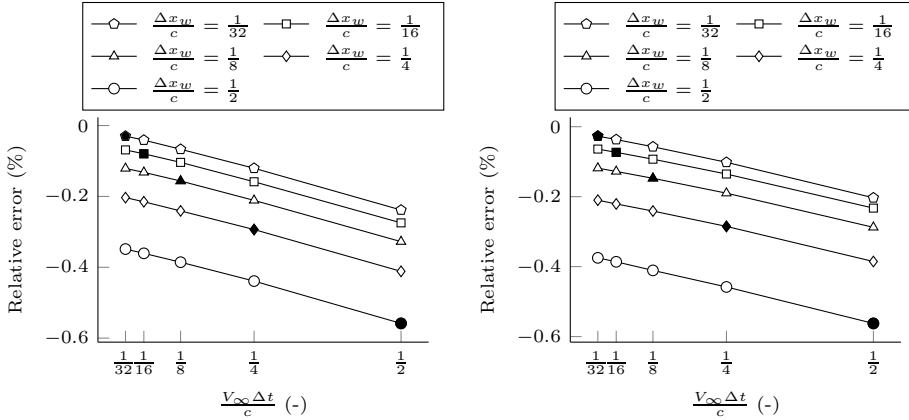 Δx_w/c = 1/32 Δx_w/c = 1/16
Δx_w/c = 1/8 Δx_w/c = 1/4
Δx_w/c = 1/2
0
−0.2
−0.4
−0.6
Relative error (%)
1/32 1/16 1/8 1/4 1/2
V_∞Δt/c (-)
Δx_w/c = 1/32 Δx_w/c = 1/16
Δx_w/c = 1/8 Δx_w/c = 1/4
Δx_w/c = 1/2
0
−0.2
−0.4
−0.6
Relative error (%)
1/32 1/16 1/8 1/4 1/2
V_∞Δt/c (-)